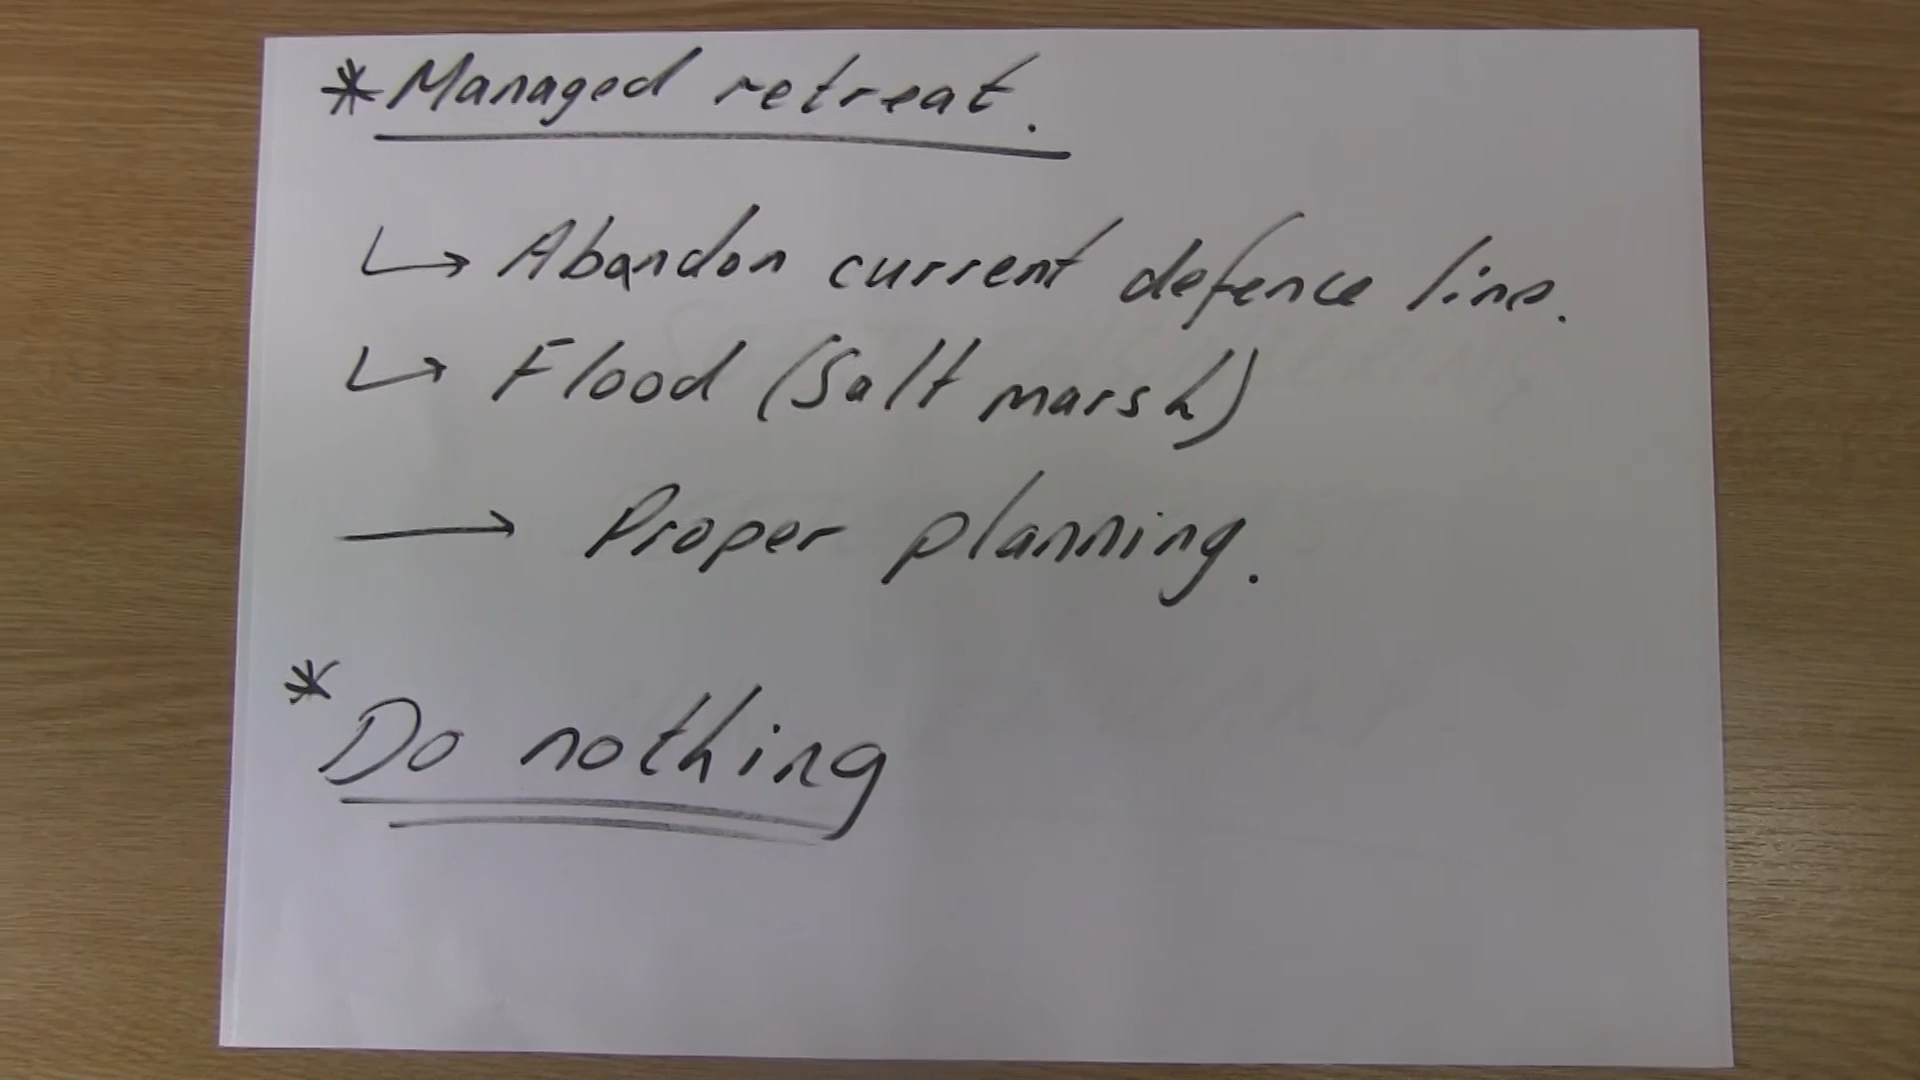 * Managed retreat.
↳ Abandon current defence line.
↳ Flood (Salt marsh)
→ Proper planning.
* Do nothing